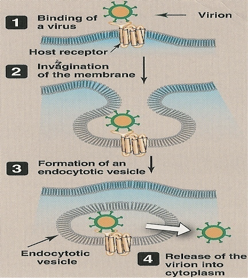 1 Binding of
a virus
Virion
Host receptor
2 Invagination
of the membrane
3 Formation of an
endocytotic vesicle
Endocytotic
vesicle
4 Release of the
virion into
cytoplasm